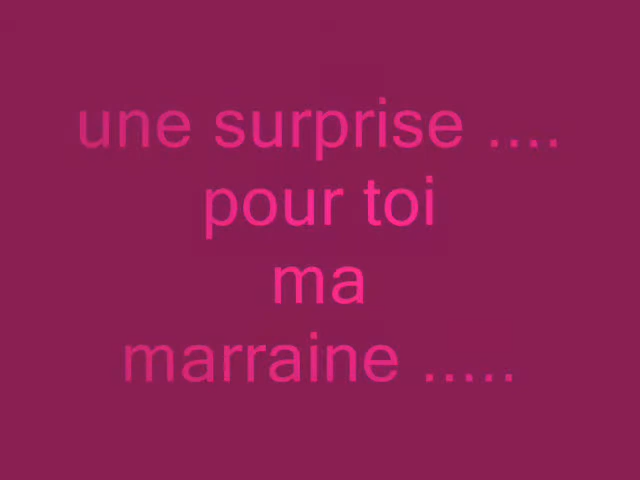 une surprise ....
pour toi
ma
marraine .....